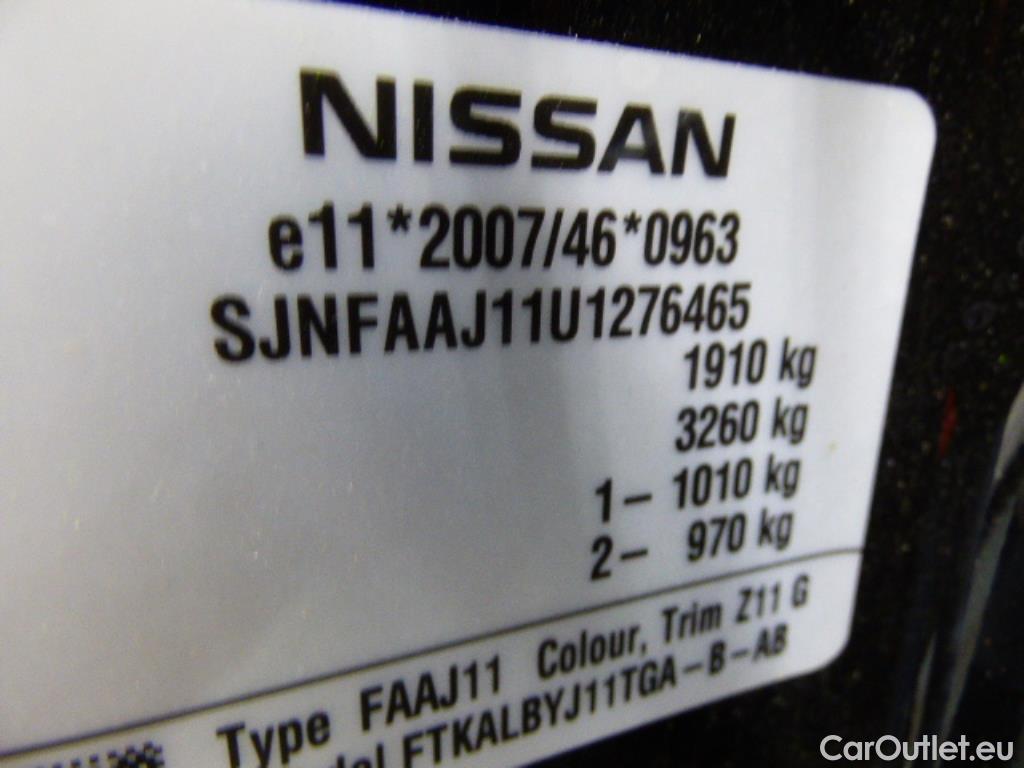 NISSAN
e11*2007/46*0963
SJNFAAJ11U1276465
1910 kg
3260 kg
1– 1010 kg
2– 970 kg
Type FAAJ11 Colour, Trim Z11 G
FTKALBYJ11TGA–B–AB
CarOutlet.eu